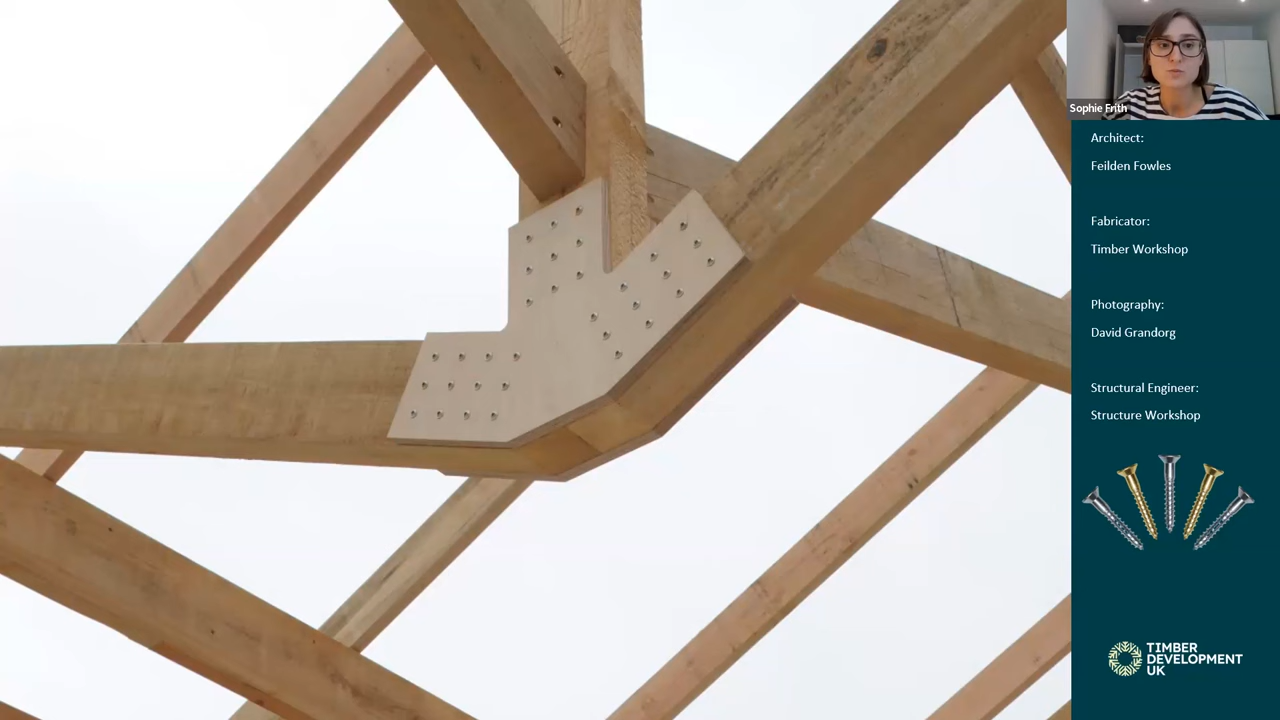 Sophie Frith
Architect:
Feilden Fowles
Fabricator:
Timber Workshop
Photography:
David Grandorg
Structural Engineer:
Structure Workshop
TIMBER
DEVELOPMENT
UK